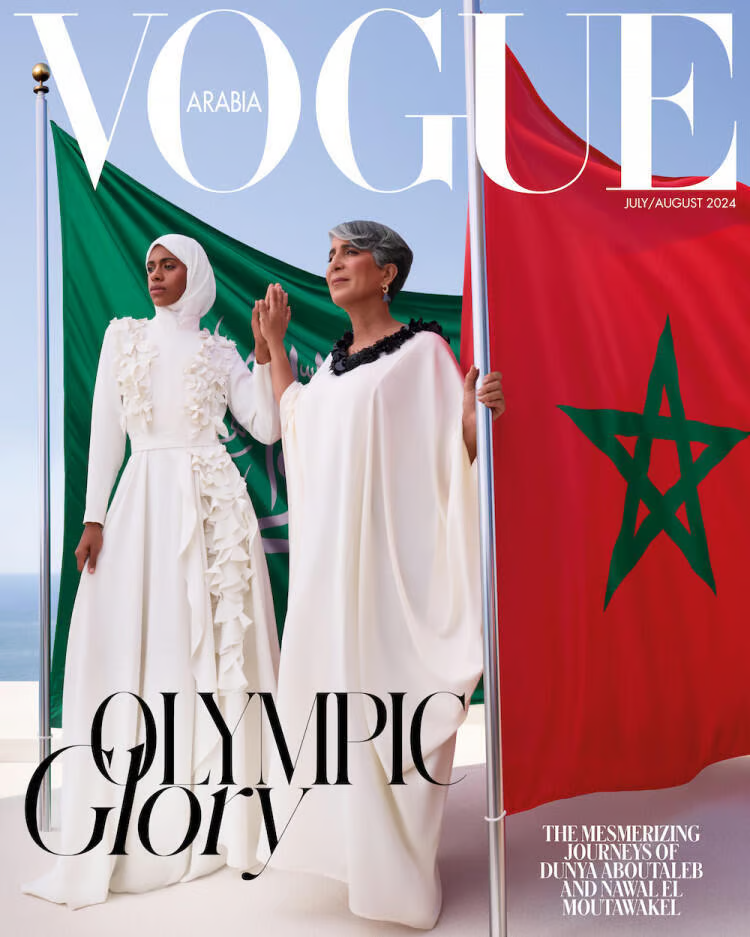 VOGUE
ARABIA
JULY/AUGUST 2024
OLYMPIC
Glory
THE MESMERIZING
JOURNEYS OF
DUNYA ABOUTALEB
AND NAWAL EL
MOUTAWAKEL